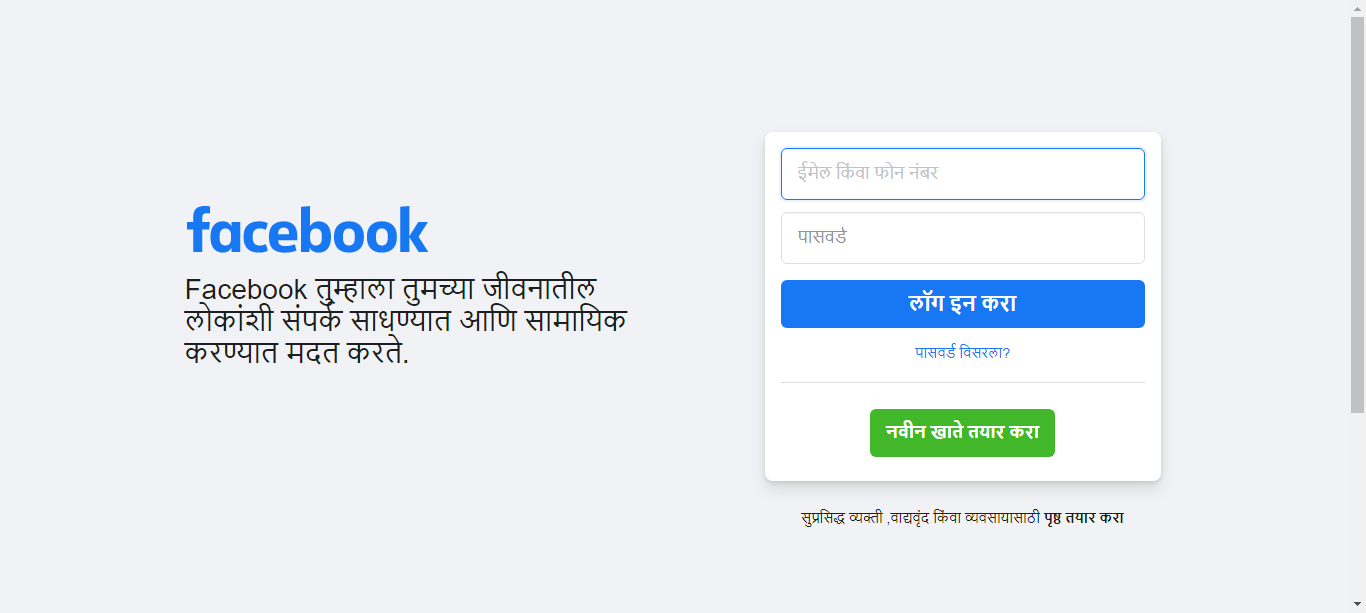 facebook
Facebook तुम्हाला तुमच्या जीवनातील
लोकांशी संपर्क साधण्यात आणि सामायिक
करण्यात मदत करते.
ईमेल किंवा फोन नंबर
पासवर्ड
लॉग इन करा
पासवर्ड विसरला?
नवीन खाते तयार करा
सुप्रसिद्ध व्यक्ती ,वाद्यवृंद किंवा व्यवसायासाठी पृष्ठ तयार करा